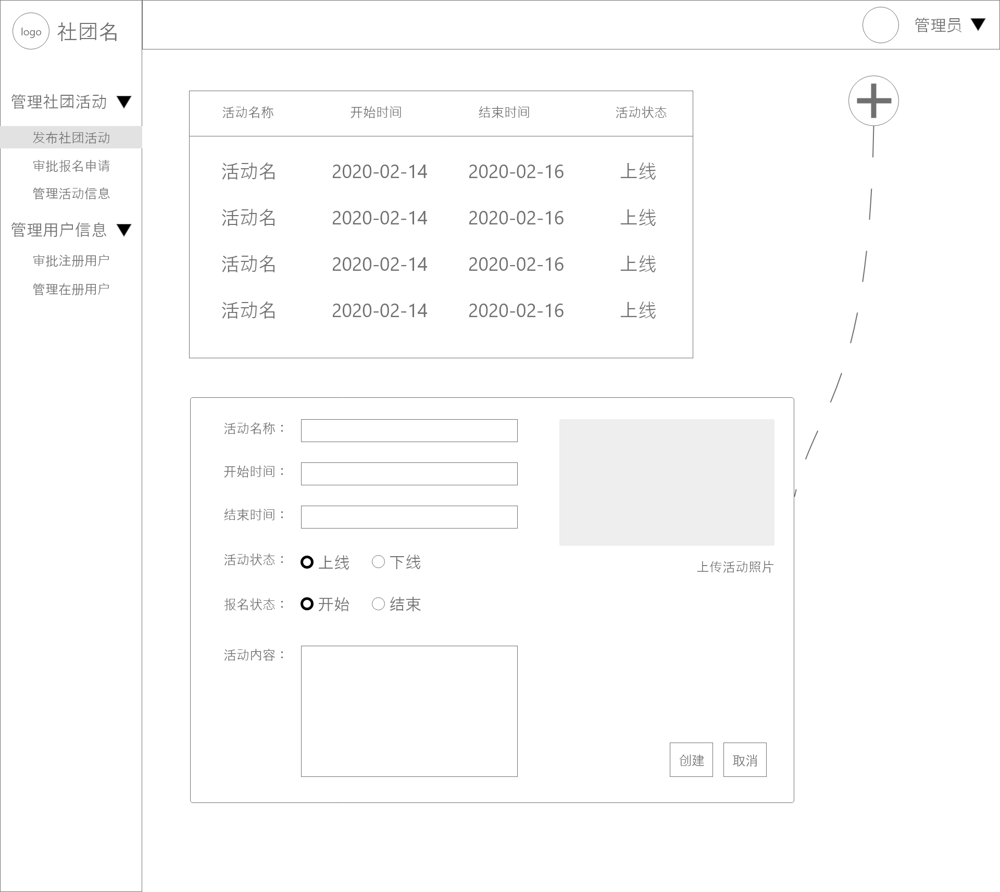 logo 社团名
管理员
管理社团活动
发布社团活动
审批报名申请
管理活动信息
管理用户信息
审批注册用户
管理在册用户
活动名称 开始时间 结束时间 活动状态
活动名 2020-02-14 2020-02-16 上线
活动名 2020-02-14 2020-02-16 上线
活动名 2020-02-14 2020-02-16 上线
活动名 2020-02-14 2020-02-16 上线
活动名称：
开始时间：
结束时间：
活动状态： 上线 下线
上传活动照片
报名状态： 开始 结束
活动内容：
创建 取消